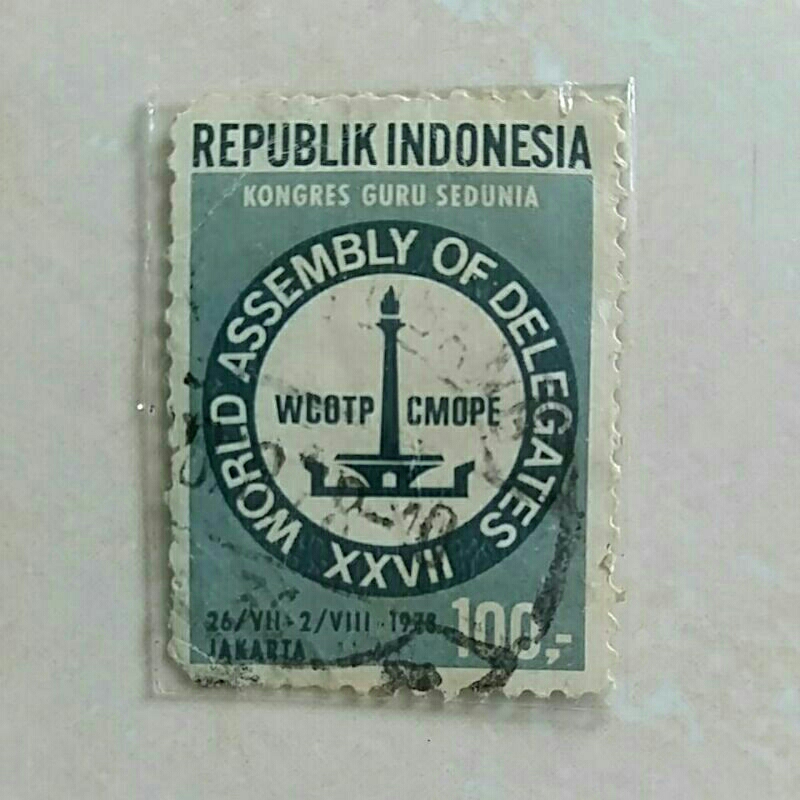 REPUBLIK INDONESIA
KONGRES GURU SEDUNIA
WORLD ASSEMBLY OF DELEGATES
WCOTP CMOPE
XXVII
26/VII-2/VIII 1978
JAKARTA
100,-